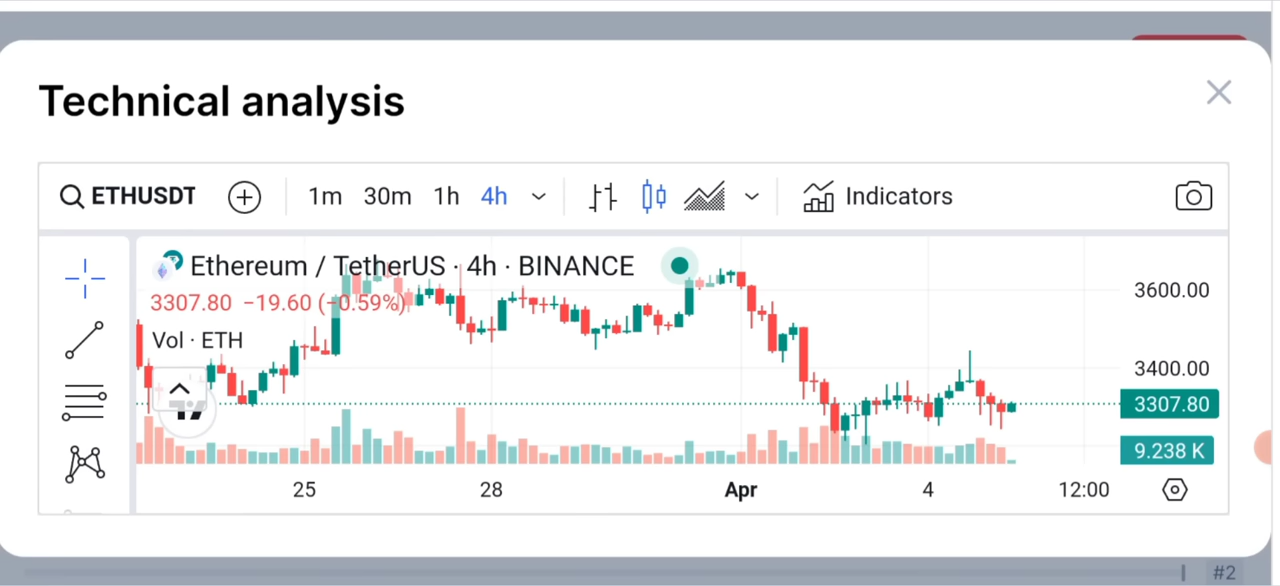 Technical analysis
ETHUSDT 1m 30m 1h 4h Indicators
Ethereum / TetherUS · 4h · BINANCE
3307.80 −19.60 (−0.59%)
Vol · ETH
3600.00
3400.00
3307.80
9.238 K
25 28 Apr 4 12:00
#2